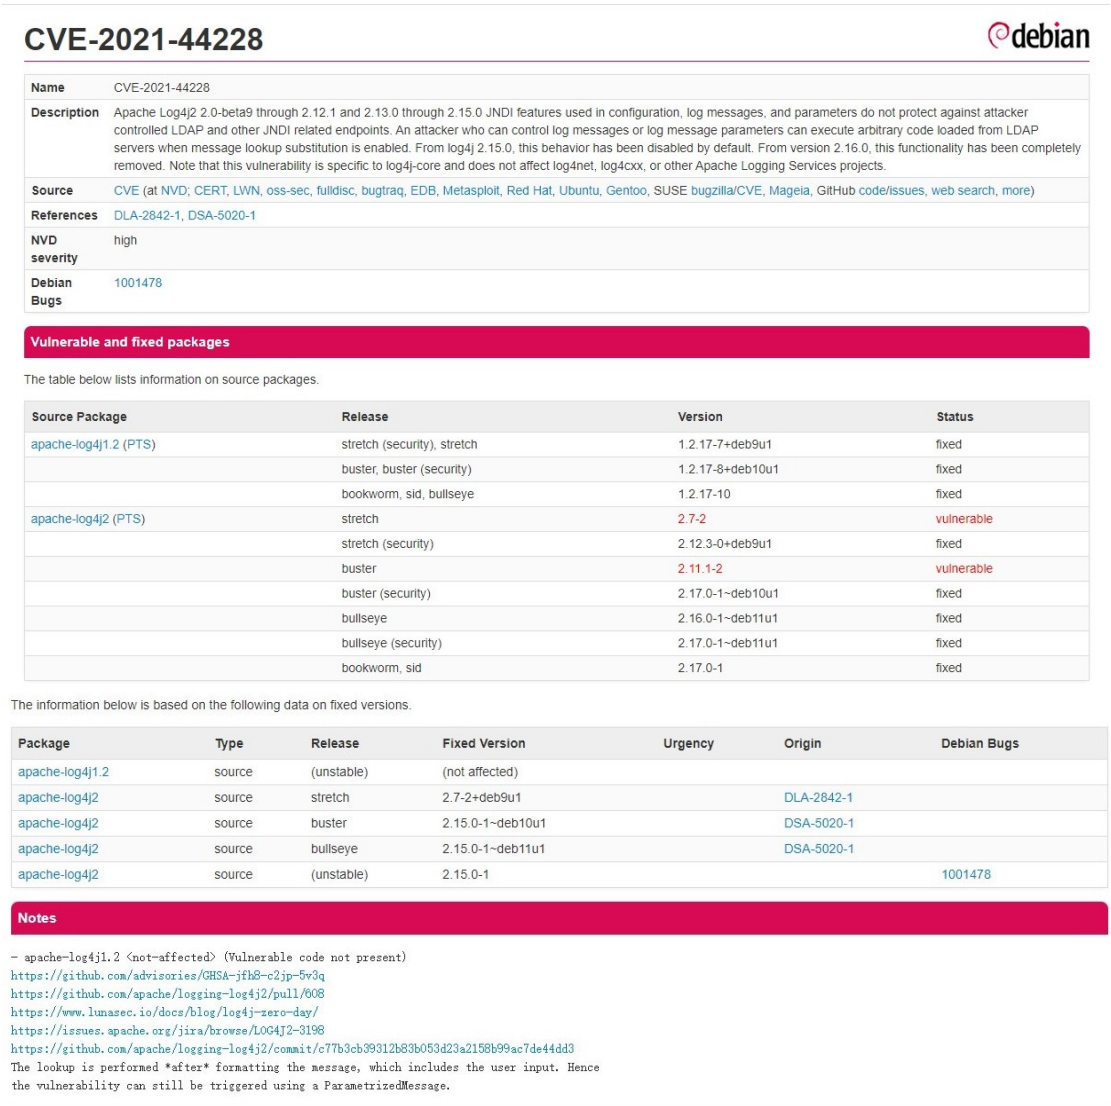 CVE-2021-44228
debian
Name CVE-2021-44228
Description Apache Log4j2 2.0-beta9 through 2.12.1 and 2.13.0 through 2.15.0 JNDI features used in configuration, log messages, and parameters do not protect against attacker
controlled LDAP and other JNDI related endpoints. An attacker who can control log messages or log message parameters can execute arbitrary code loaded from LDAP
servers when message lookup substitution is enabled. From log4j 2.15.0, this behavior has been disabled by default. From version 2.16.0, this functionality has been completely
removed. Note that this vulnerability is specific to log4j-core and does not affect log4net, log4cxx, or other Apache Logging Services projects.
Source CVE (at NVD; CERT, LWN, oss-sec, fulldisc, bugtraq, EDB, Metasploit, Red Hat, Ubuntu, Gentoo, SUSE bugzilla/CVE, Mageia, GitHub code/issues, web search, more)
References DLA-2842-1, DSA-5020-1
NVD high
severity
Debian 1001478
Bugs
Vulnerable and fixed packages
The table below lists information on source packages.
Source Package Release Version Status
apache-log4j1.2 (PTS) stretch (security), stretch 1.2.17-7+deb9u1 fixed
buster, buster (security) 1.2.17-8+deb10u1 fixed
bookworm, sid, bullseye 1.2.17-10 fixed
apache-log4j2 (PTS) stretch 2.7-2 vulnerable
stretch (security) 2.12.3-0+deb9u1 fixed
buster 2.11.1-2 vulnerable
buster (security) 2.17.0-1~deb10u1 fixed
bullseye 2.16.0-1~deb11u1 fixed
bullseye (security) 2.17.0-1~deb11u1 fixed
bookworm, sid 2.17.0-1 fixed
The information below is based on the following data on fixed versions.
Package Type Release Fixed Version Urgency Origin Debian Bugs
apache-log4j1.2 source (unstable) (not affected)
apache-log4j2 source stretch 2.7-2+deb9u1 DLA-2842-1
apache-log4j2 source buster 2.15.0-1~deb10u1 DSA-5020-1
apache-log4j2 source bullseye 2.15.0-1~deb11u1 DSA-5020-1
apache-log4j2 source (unstable) 2.15.0-1 1001478
Notes
- apache-log4j1.2 <not-affected> (Vulnerable code not present)
https://github.com/advisories/GHSA-jfh8-c2jp-5v3q
https://github.com/apache/logging-log4j2/pull/608
https://www.lunasec.io/docs/blog/log4j-zero-day/
https://issues.apache.org/jira/browse/LOG4J2-3198
https://github.com/apache/logging-log4j2/commit/c77b3cb39312b83b053d23a2158b99ac7de44dd3
The lookup is performed *after* formatting the message, which includes the user input. Hence
the vulnerability can still be triggered using a ParametrizedMessage.